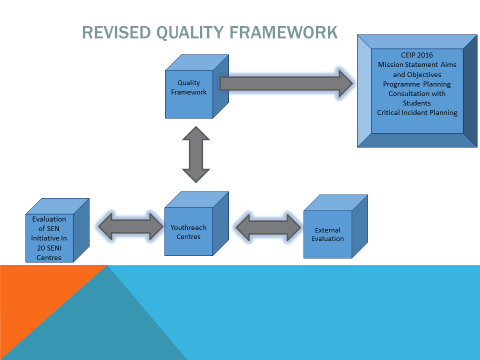 REVISED QUALITY FRAMEWORK
Quality
Framework
CEIP 2016
Mission Statement Aims
and Objectives
Programme Planning
Consultation with
Students
Critical Incident Planning
Evaluation
of SEN
Initiative in
20 SENI
Centres
Youthreach
Centres
External
Evaluation